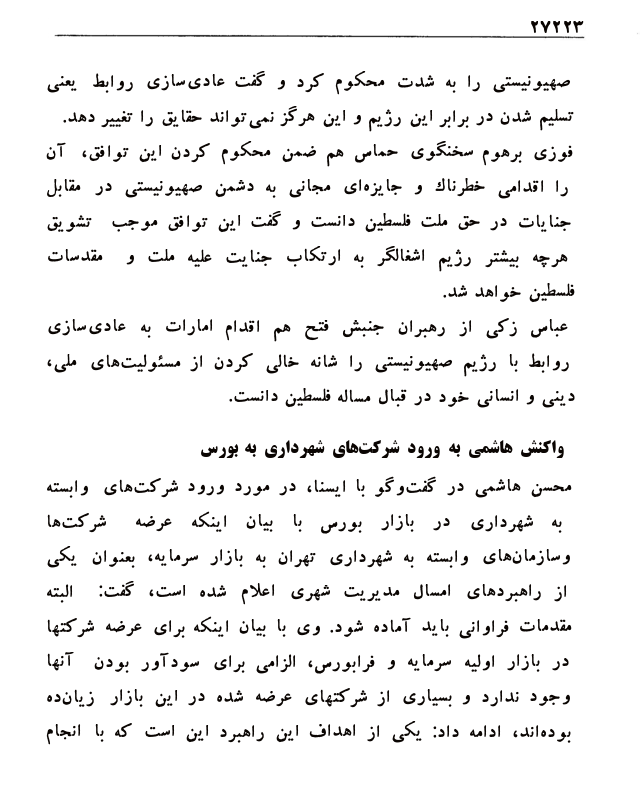 ۲۷۲۲۳
صهیونیستی را به شدت محکوم کرد و گفت عادی‌سازی روابط یعنی
تسلیم شدن در برابر این رژیم و این هرگز نمی‌تواند حقایق را تغییر دهد.
فوزی برهوم سخنگوی حماس هم ضمن محکوم کردن این توافق، آن
را اقدامی خطرناك و جایزه‌ای مجانی به دشمن صهیونیستی در مقابل
جنایات در حق ملت فلسطین دانست و گفت این توافق موجب تشویق
هرچه بیشتر رژیم اشغالگر به ارتکاب جنایت علیه ملت و مقدسات
فلسطین خواهد شد.
عباس زکی از رهبران جنبش فتح هم اقدام امارات به عادی‌سازی
روابط با رژیم صهیونیستی را شانه خالی کردن از مسئولیت‌های ملی،
دینی و انسانی خود در قبال مساله فلسطین دانست.
واکنش هاشمی به ورود شرکت‌های شهرداری به بورس
محسن هاشمی در گفت‌وگو با ایسنا، در مورد ورود شرکت‌های وابسته
به شهرداری در بازار بورس با بیان اینکه عرضه شرکت‌ها
وسازمان‌های وابسته به شهرداری تهران به بازار سرمایه، بعنوان یکی
از راهبردهای امسال مدیریت شهری اعلام شده است، گفت: البته
مقدمات فراوانی باید آماده شود. وی با بیان اینکه برای عرضه شرکتها
در بازار اولیه سرمایه و فرابورس، الزامی برای سودآور بودن آنها
وجود ندارد و بسیاری از شرکتهای عرضه شده در این بازار زیان‌ده
بوده‌اند، ادامه داد: یکی از اهداف این راهبرد این است که با انجام